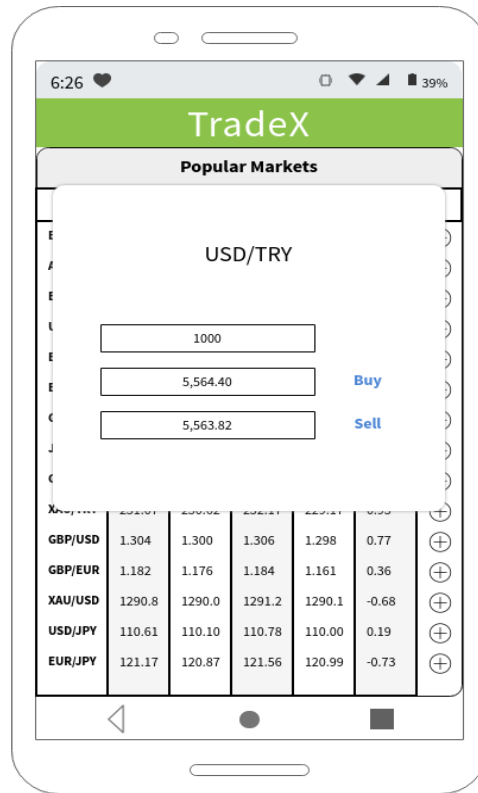 6:26
39%
TradeX
Popular Markets
USD/TRY
1000
5,564.40 Buy
5,563.82 Sell
GBP/USD 1.304 1.300 1.306 1.298 0.77
GBP/EUR 1.182 1.176 1.184 1.161 0.36
XAU/USD 1290.8 1290.0 1291.2 1290.1 -0.68
USD/JPY 110.61 110.10 110.78 110.00 0.19
EUR/JPY 121.17 120.87 121.56 120.99 -0.73